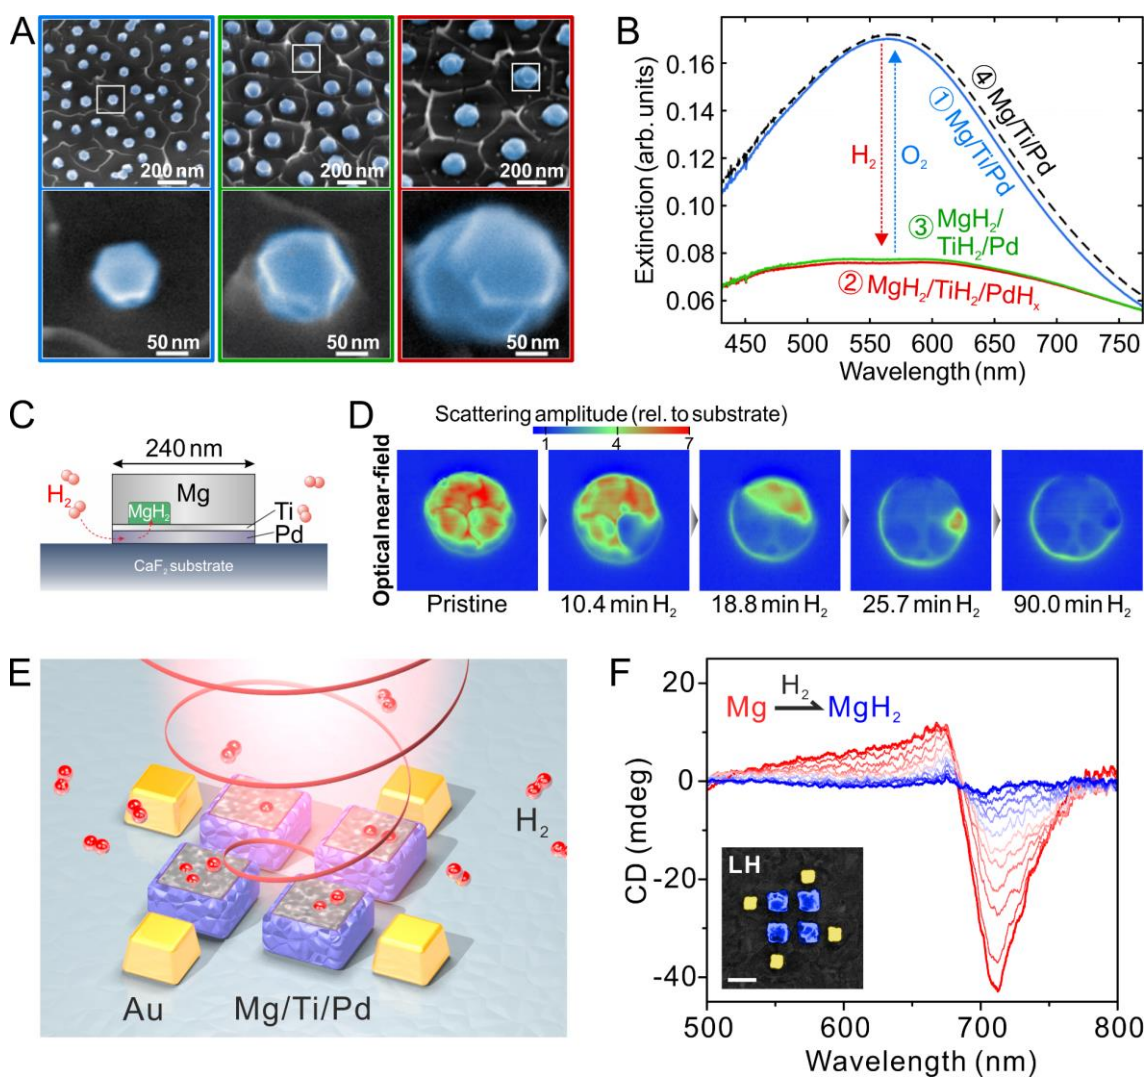 A
200 nm
200 nm
200 nm
50 nm
50 nm
50 nm
B
Extinction (arb. units)
0.16
0.14
0.12
0.10
0.08
0.06
H₂
O₂
④ Mg/Ti/Pd
① Mg/Ti/Pd
③ MgH₂/
TiH₂/Pd
② MgH₂/TiH₂/PdHₓ
450 500 550 600 650 700 750
Wavelength (nm)
C
240 nm
H₂
Mg
MgH₂
Ti
Pd
CaF₂ substrate
D
Scattering amplitude (rel. to substrate)
1 4 7
Optical near-field
Pristine
10.4 min H₂
18.8 min H₂
25.7 min H₂
90.0 min H₂
E
H₂
Au
Mg/Ti/Pd
F
CD (mdeg)
20
0
-20
-40
H₂
Mg MgH₂
LH
500 600 700 800
Wavelength (nm)